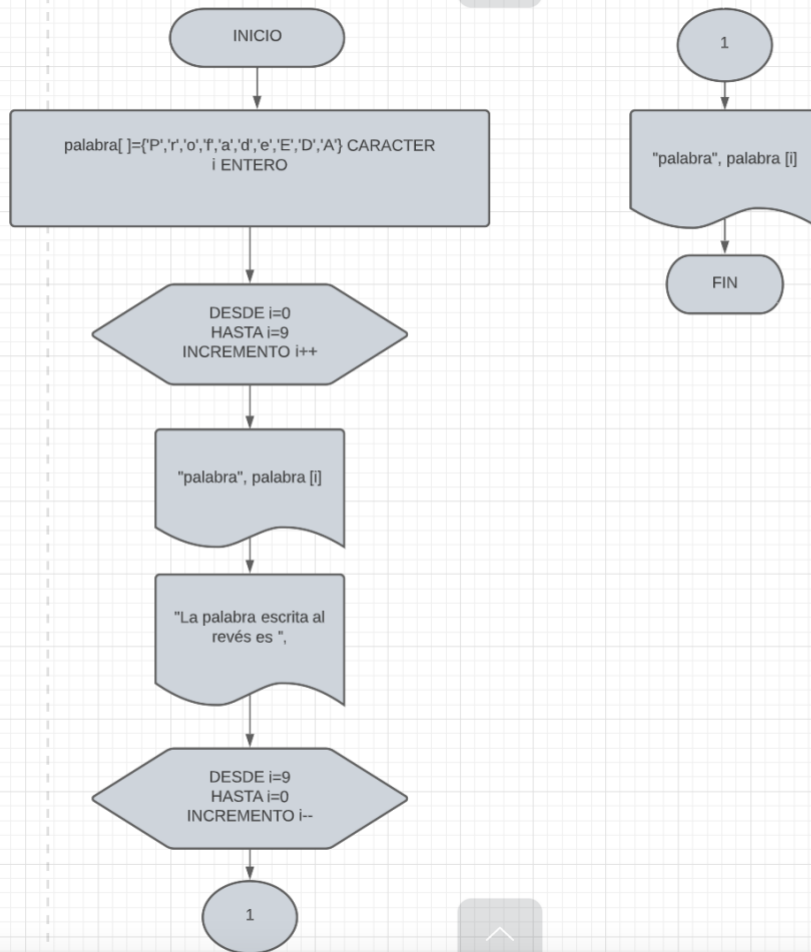 INICIO
palabra[ ]={'P','r','o','f','a','d','e','E','D','A'} CARACTER
i ENTERO
DESDE i=0
HASTA i=9
INCREMENTO i++
"palabra", palabra [i]
"La palabra escrita al
revés es ",
DESDE i=9
HASTA i=0
INCREMENTO i--
1
1
"palabra", palabra [i]
FIN